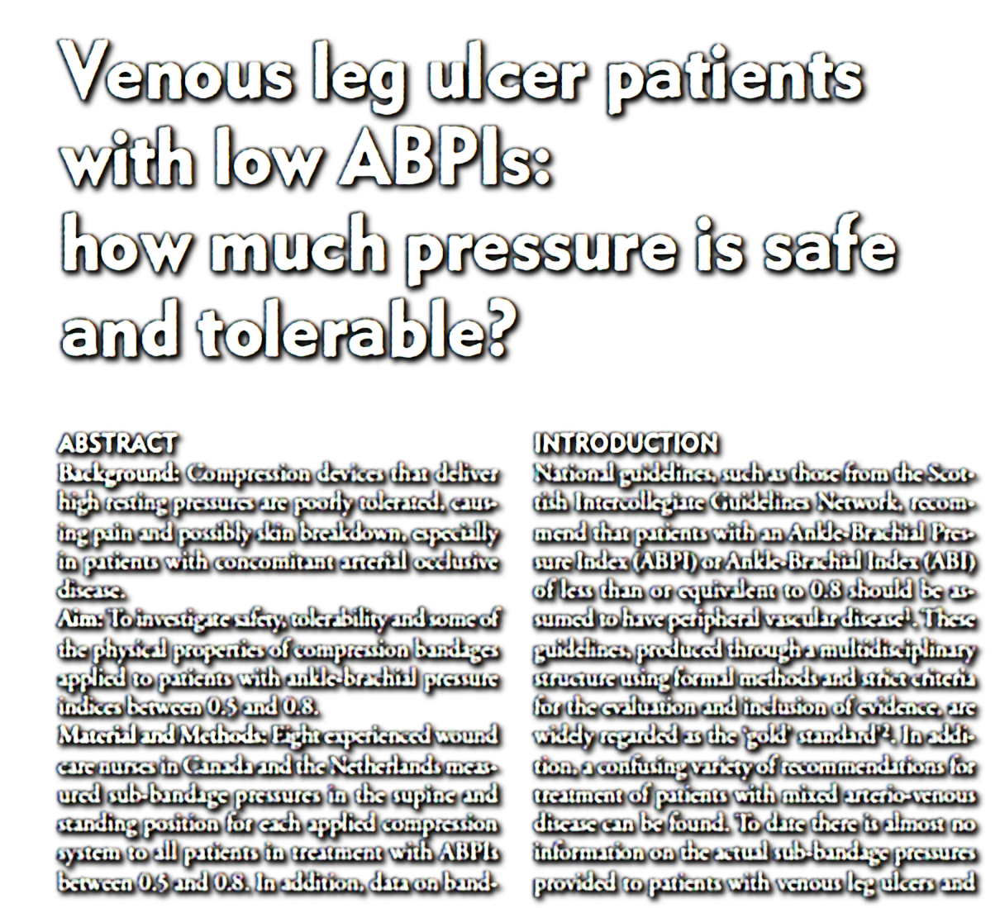 Venous leg ulcer patients
with low ABPIs:
how much pressure is safe
and tolerable?
ABSTRACT
Background: Compression devices that deliver
high resting pressures are poorly tolerated, caus-
ing pain and possibly skin breakdown, especially
in patients with concomitant arterial occlusive
disease.
Aim: To investigate safety, tolerability and some of
the physical properties of compression bandages
applied to patients with ankle-brachial pressure
indices between 0.5 and 0.8.
Material and Methods: Eight experienced wound
care nurses in Canada and the Netherlands meas-
ured sub-bandage pressures in the supine and
standing position for each applied compression
system to all patients in treatment with ABPIs
between 0.5 and 0.8. In addition, data on band-
INTRODUCTION
National guidelines, such as those from the Scot-
tish Intercollegiate Guidelines Network, recom-
mend that patients with an Ankle-Brachial Pres-
sure Index (ABPI) or Ankle-Brachial Index (ABI)
of less than or equivalent to 0.8 should be as-
sumed to have peripheral vascular disease¹. These
guidelines, produced through a multidisciplinary
structure using formal methods and strict criteria
for the evaluation and inclusion of evidence, are
widely regarded as the 'gold' standard'². In addi-
tion, a confusing variety of recommendations for
treatment of patients with mixed arterio-venous
disease can be found. To date there is almost no
information on the actual sub-bandage pressures
provided to patients with venous leg ulcers and